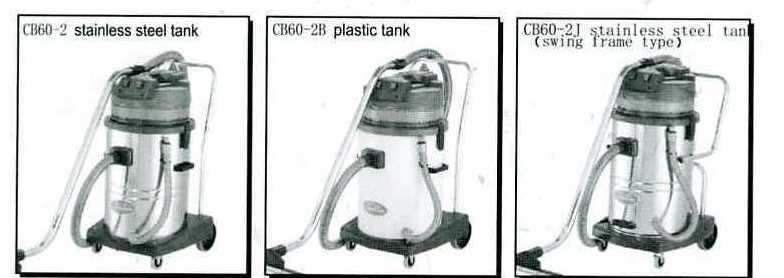 CB60-2 stainless steel tank
CB60-2B plastic tank
CB60-2J stainless steel tank
(swing frame type)